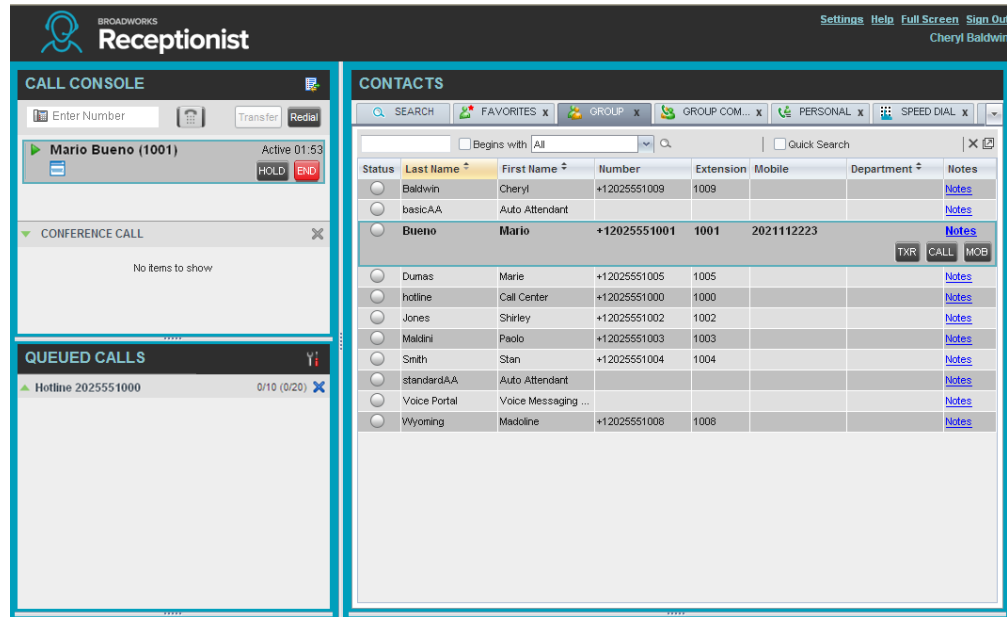 BROADWORKS
Receptionist
Settings Help Full Screen Sign Out
Cheryl Baldwin
CALL CONSOLE
Enter Number Transfer Redial
Mario Bueno (1001) Active 01:53
HOLD END
CONFERENCE CALL
No items to show
QUEUED CALLS
Hotline 2025551000 0/10 (0/20)
CONTACTS
SEARCH FAVORITES x GROUP x GROUP COM... x PERSONAL x SPEED DIAL x
Begins with All Quick Search
Status Last Name First Name Number Extension Mobile Department Notes
Baldwin Cheryl +12025551009 1009 Notes
basicAA Auto Attendant Notes
Bueno Mario +12025551001 1001 2021112223 Notes
TXR CALL MOB
Dumas Marie +12025551005 1005 Notes
hotline Call Center +12025551000 1000 Notes
Jones Shirley +12025551002 1002 Notes
Maldini Paolo +12025551003 1003 Notes
Smith Stan +12025551004 1004 Notes
standardAA Auto Attendant Notes
Voice Portal Voice Messaging ... Notes
Wyoming Madoline +12025551008 1008 Notes